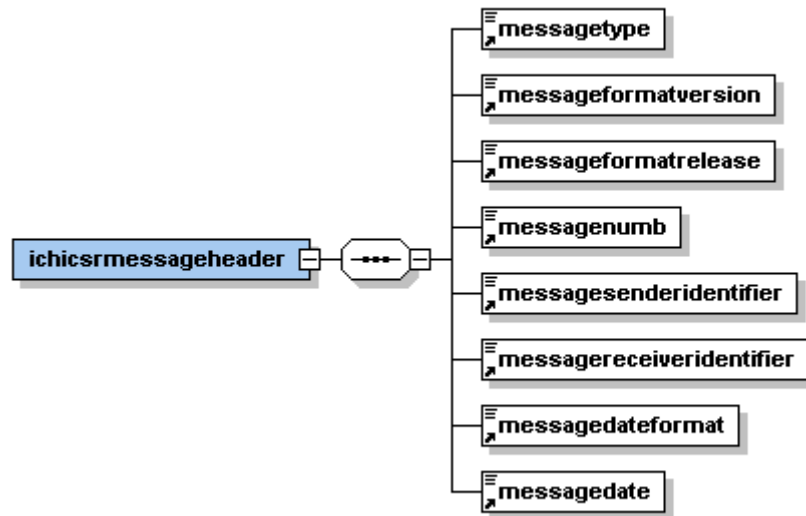 messagetype
messageformatversion
messageformatrelease
messagenumb
ichicsrmessageheader
messagesenderidentifier
messagereceiveridentifier
messagedateformat
messagedate